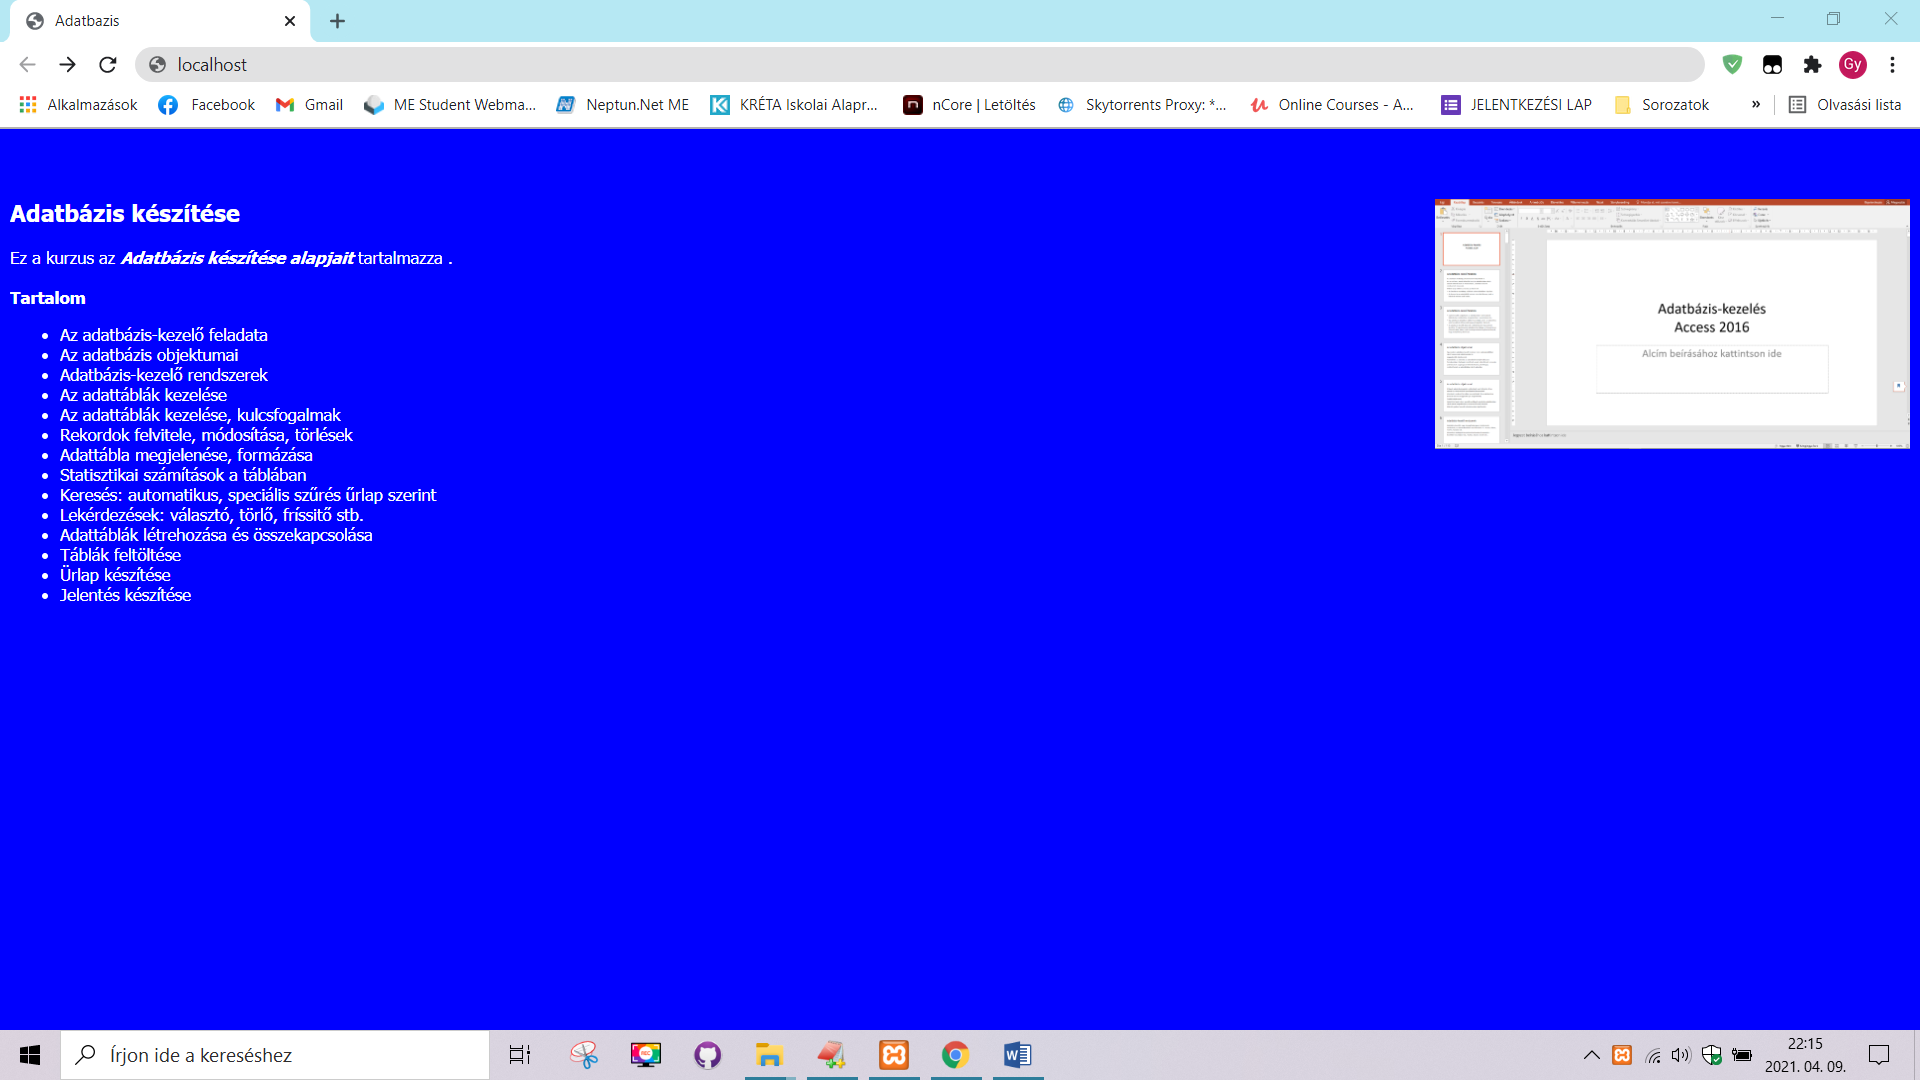 Adatbazis
localhost
Gy
Alkalmazások
Facebook
Gmail
ME Student Webma...
Neptun.Net ME
KRÉTA Iskolai Alapr...
nCore | Letöltés
Skytorrents Proxy: *...
Online Courses - A...
JELENTKEZÉSI LAP
Sorozatok
»
Olvasási lista
Adatbázis készítése
Ez a kurzus az Adatbázis készítése alapjait tartalmazza .
Tartalom
Az adatbázis-kezelő feladata
Az adatbázis objektumai
Adatbázis-kezelő rendszerek
Az adattáblák kezelése
Az adattáblák kezelése, kulcsfogalmak
Rekordok felvitele, módosítása, törlések
Adattábla megjelenése, formázása
Statisztikai számítások a táblában
Keresés: automatikus, speciális szűrés űrlap szerint
Lekérdezések: választó, törlő, fríssitő stb.
Adattáblák létrehozása és összekapcsolása
Táblák feltöltése
Ürlap készítése
Jelentés készítése
Adatbázis-kezelés
Access 2016
Alcím beírásához kattintson ide
Írjon ide a kereséshez
22:15
2021. 04. 09.